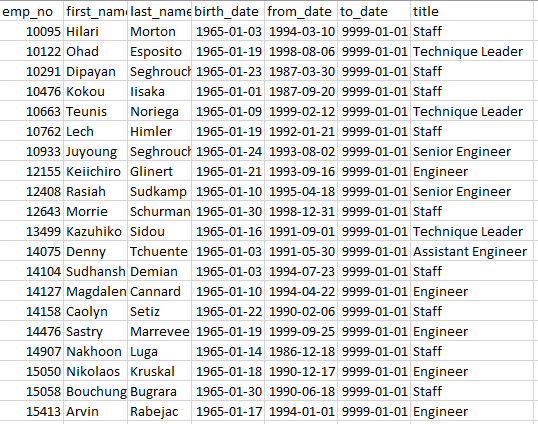 emp_no first_name last_name birth_date from_date to_date title
10095 Hilari Morton 1965-01-03 1994-03-10 9999-01-01 Staff
10122 Ohad Esposito 1965-01-19 1998-08-06 9999-01-01 Technique Leader
10291 Dipayan Seghrouch 1965-01-23 1987-03-30 9999-01-01 Staff
10476 Kokou Iisaka 1965-01-01 1987-09-20 9999-01-01 Staff
10663 Teunis Noriega 1965-01-09 1999-02-12 9999-01-01 Technique Leader
10762 Lech Himler 1965-01-19 1992-01-21 9999-01-01 Staff
10933 Juyoung Seghrouch 1965-01-24 1993-08-02 9999-01-01 Senior Engineer
12155 Keiichiro Glinert 1965-01-21 1993-09-16 9999-01-01 Engineer
12408 Rasiah Sudkamp 1965-01-10 1995-04-18 9999-01-01 Senior Engineer
12643 Morrie Schurman 1965-01-30 1998-12-31 9999-01-01 Staff
13499 Kazuhiko Sidou 1965-01-16 1991-09-01 9999-01-01 Technique Leader
14075 Denny Tchuente 1965-01-03 1991-05-30 9999-01-01 Assistant Engineer
14104 Sudhansh Demian 1965-01-03 1994-07-23 9999-01-01 Staff
14127 Magdalen Cannard 1965-01-10 1994-04-22 9999-01-01 Engineer
14158 Caolyn Setiz 1965-01-22 1990-02-06 9999-01-01 Staff
14476 Sastry Marrevee 1965-01-19 1999-09-25 9999-01-01 Engineer
14907 Nakhoon Luga 1965-01-14 1986-12-18 9999-01-01 Staff
15050 Nikolaos Kruskal 1965-01-18 1990-12-17 9999-01-01 Engineer
15058 Bouchung Bugrara 1965-01-30 1990-06-18 9999-01-01 Staff
15413 Arvin Rabejac 1965-01-17 1994-01-01 9999-01-01 Engineer